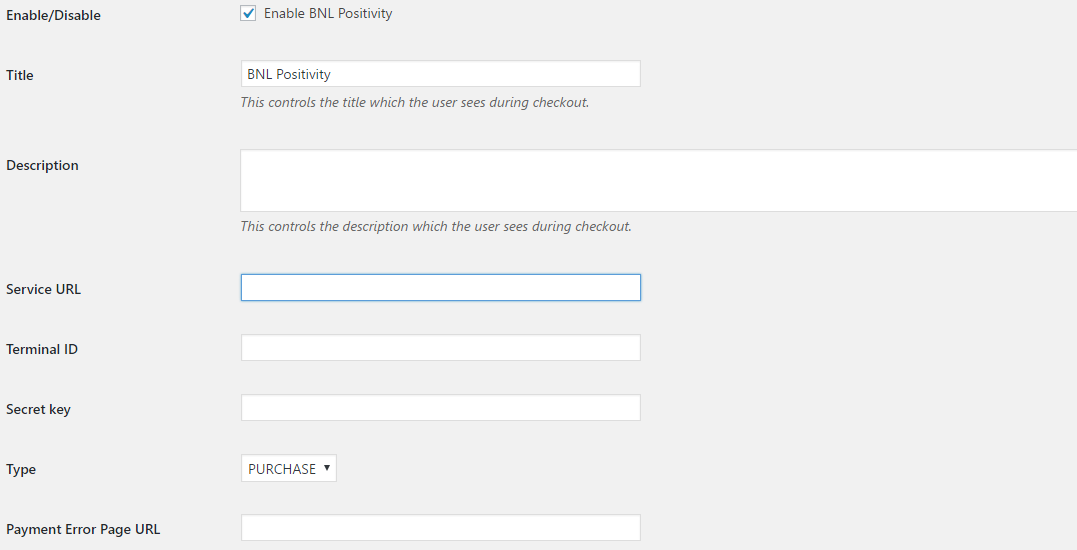 Enable/Disable
Enable BNL Positivity
Title
BNL Positivity
This controls the title which the user sees during checkout.
Description
This controls the description which the user sees during checkout.
Service URL
Terminal ID
Secret key
Type
PURCHASE
Payment Error Page URL